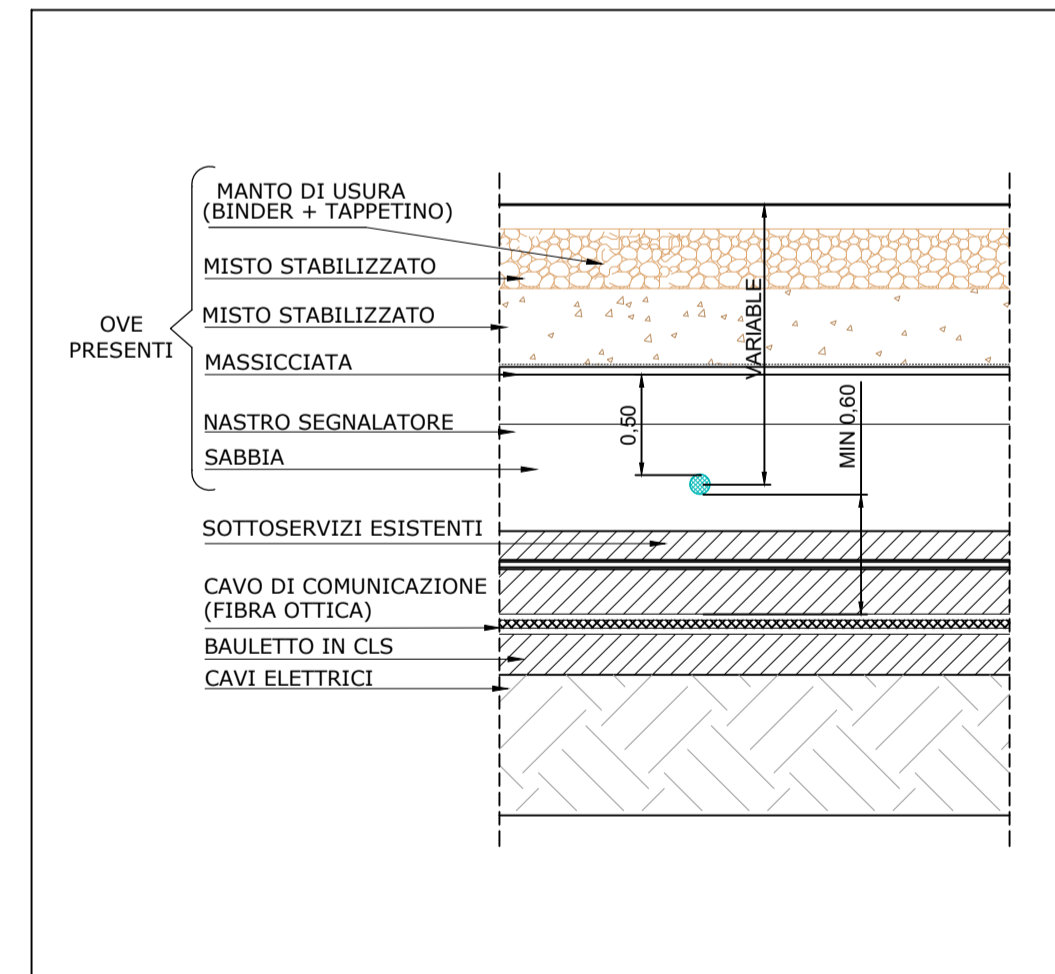 MANTO DI USURA
(BINDER + TAPPETINO)
MISTO STABILIZZATO
MISTO STABILIZZATO
OVE
PRESENTI
MASSICCIATA
NASTRO SEGNALATORE
SABBIA
SOTTOSERVIZI ESISTENTI
CAVO DI COMUNICAZIONE
(FIBRA OTTICA)
BAULETTO IN CLS
CAVI ELETTRICI
0,50
VARIABLE
MIN 0,60